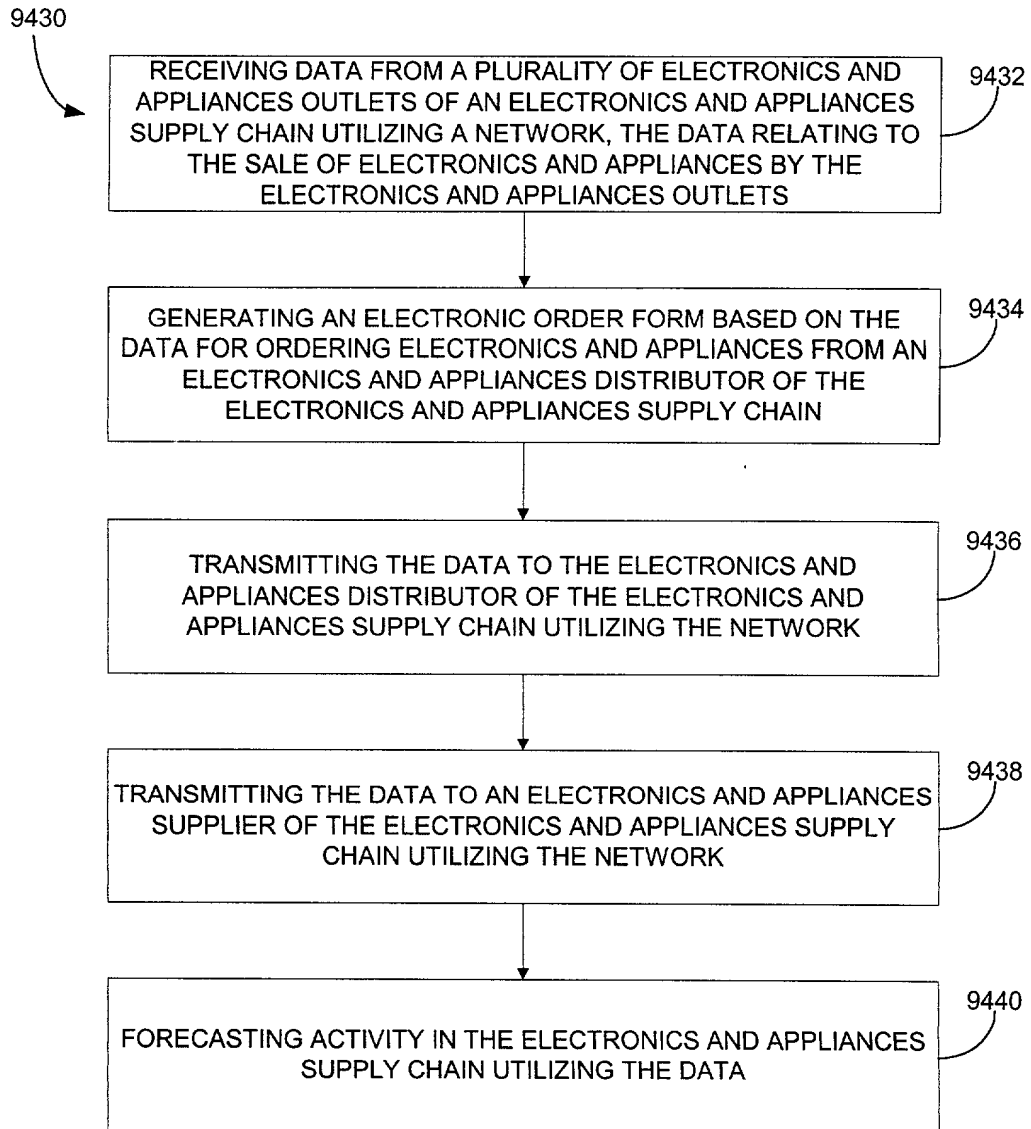 9430
RECEIVING DATA FROM A PLURALITY OF ELECTRONICS AND
APPLIANCES OUTLETS OF AN ELECTRONICS AND APPLIANCES
SUPPLY CHAIN UTILIZING A NETWORK, THE DATA RELATING TO
THE SALE OF ELECTRONICS AND APPLIANCES BY THE
ELECTRONICS AND APPLIANCES OUTLETS
9432
GENERATING AN ELECTRONIC ORDER FORM BASED ON THE
DATA FOR ORDERING ELECTRONICS AND APPLIANCES FROM AN
ELECTRONICS AND APPLIANCES DISTRIBUTOR OF THE
ELECTRONICS AND APPLIANCES SUPPLY CHAIN
9434
TRANSMITTING THE DATA TO THE ELECTRONICS AND
APPLIANCES DISTRIBUTOR OF THE ELECTRONICS AND
APPLIANCES SUPPLY CHAIN UTILIZING THE NETWORK
9436
TRANSMITTING THE DATA TO AN ELECTRONICS AND APPLIANCES
SUPPLIER OF THE ELECTRONICS AND APPLIANCES SUPPLY
CHAIN UTILIZING THE NETWORK
9438
FORECASTING ACTIVITY IN THE ELECTRONICS AND APPLIANCES
SUPPLY CHAIN UTILIZING THE DATA
9440